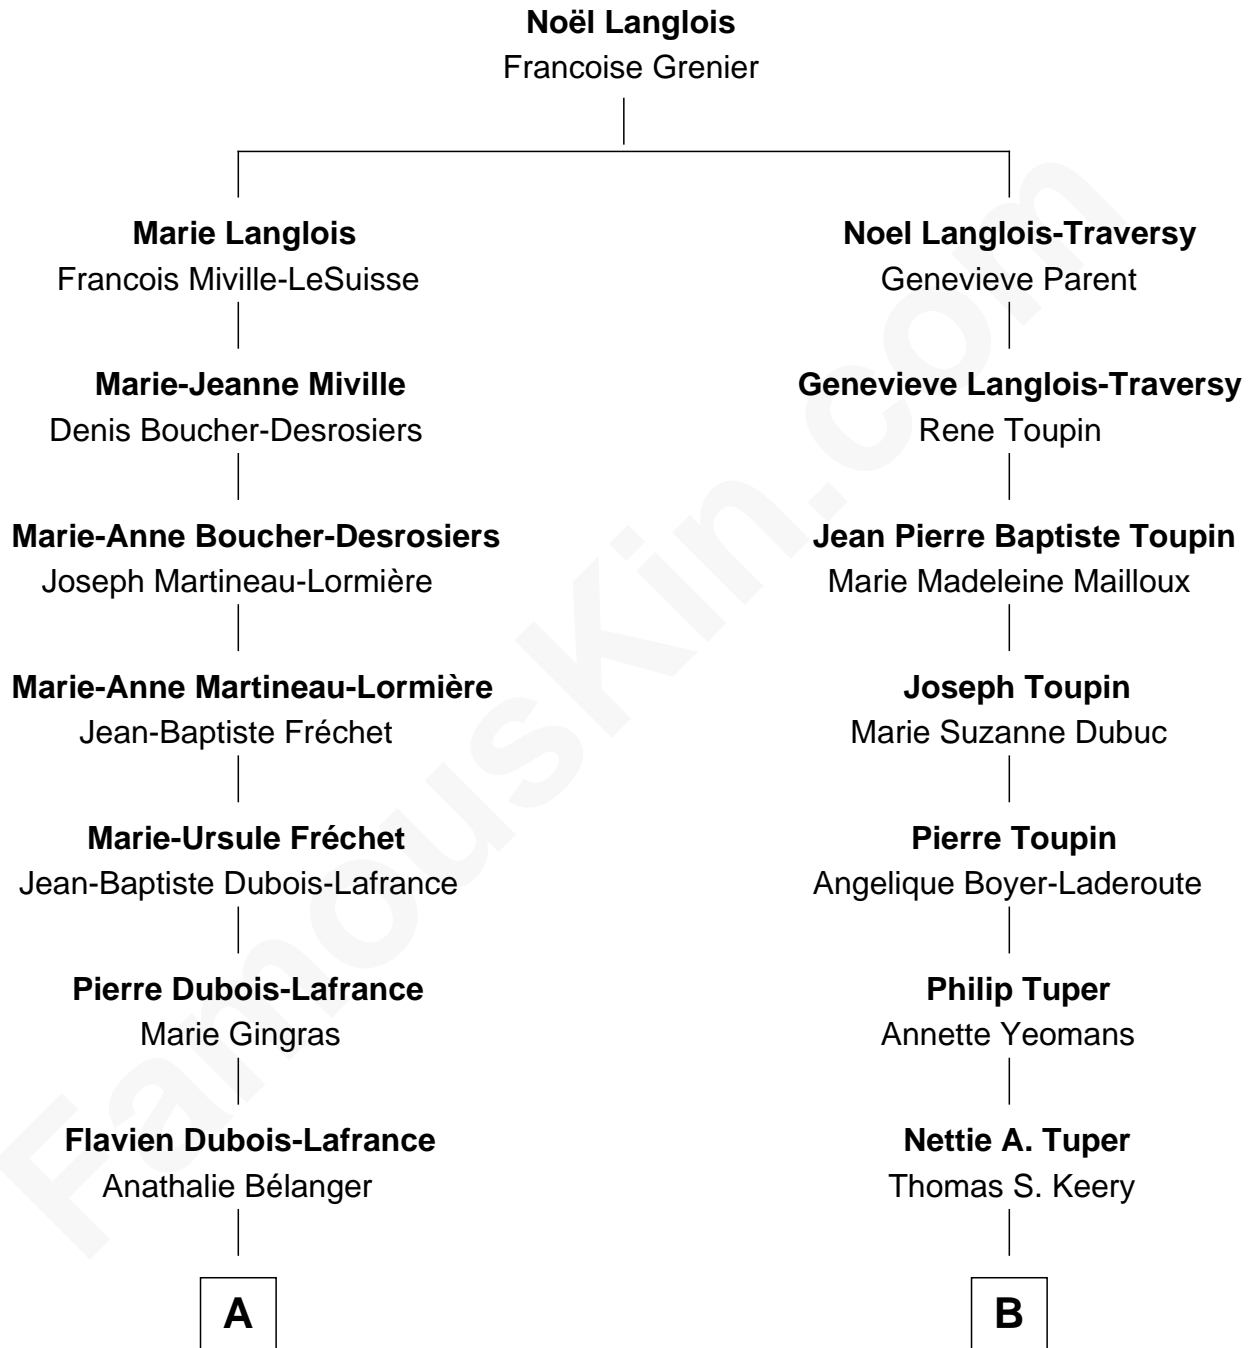 Noël Langlois
Francoise Grenier
Marie Langlois
Francois Miville-LeSuisse
Marie-Jeanne Miville
Denis Boucher-Desrosiers
Marie-Anne Boucher-Desrosiers
Joseph Martineau-Lormière
Marie-Anne Martineau-Lormière
Jean-Baptiste Fréchet
Marie-Ursule Fréchet
Jean-Baptiste Dubois-Lafrance
Pierre Dubois-Lafrance
Marie Gingras
Flavien Dubois-Lafrance
Anathalie Bélanger
A
Noel Langlois-Traversy
Genevieve Parent
Genevieve Langlois-Traversy
Rene Toupin
Jean Pierre Baptiste Toupin
Marie Madeleine Mailloux
Joseph Toupin
Marie Suzanne Dubuc
Pierre Toupin
Angelique Boyer-Laderoute
Philip Tuper
Annette Yeomans
Nettie A. Tuper
Thomas S. Keery
B
FamousKin.com